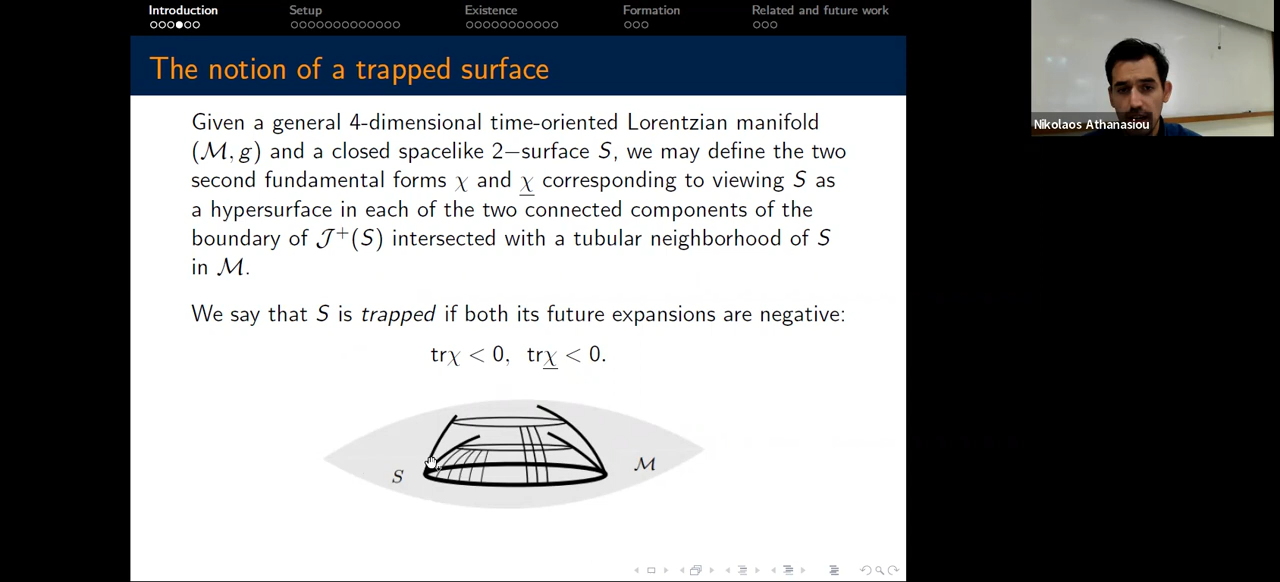 Introduction Setup Existence Formation Related and future work
The notion of a trapped surface
Given a general 4-dimensional time-oriented Lorentzian manifold
(ℳ, g) and a closed spacelike 2−surface S, we may define the two
second fundamental forms χ and χ̲ corresponding to viewing S as
a hypersurface in each of the two connected components of the
boundary of 𝒥⁺(S) intersected with a tubular neighborhood of S
in ℳ.
We say that S is trapped if both its future expansions are negative:
trχ < 0, trχ̲ < 0.
S
ℳ
Nikolaos Athanasiou